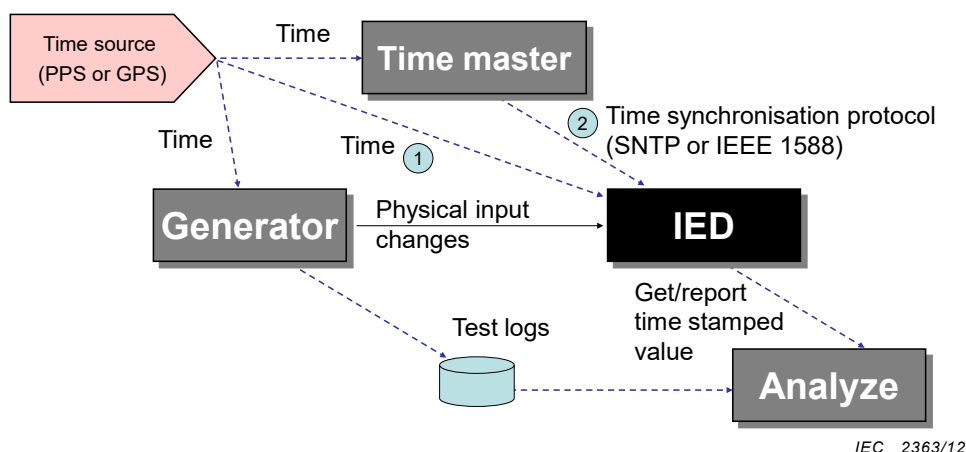 Time source
(PPS or GPS)
Time
Time master
2
Time synchronisation protocol
(SNTP or IEEE 1588)
Time
Time
1
Generator
Physical input
changes
IED
Get/report
time stamped
value
Test logs
Analyze
IEC 2363/12